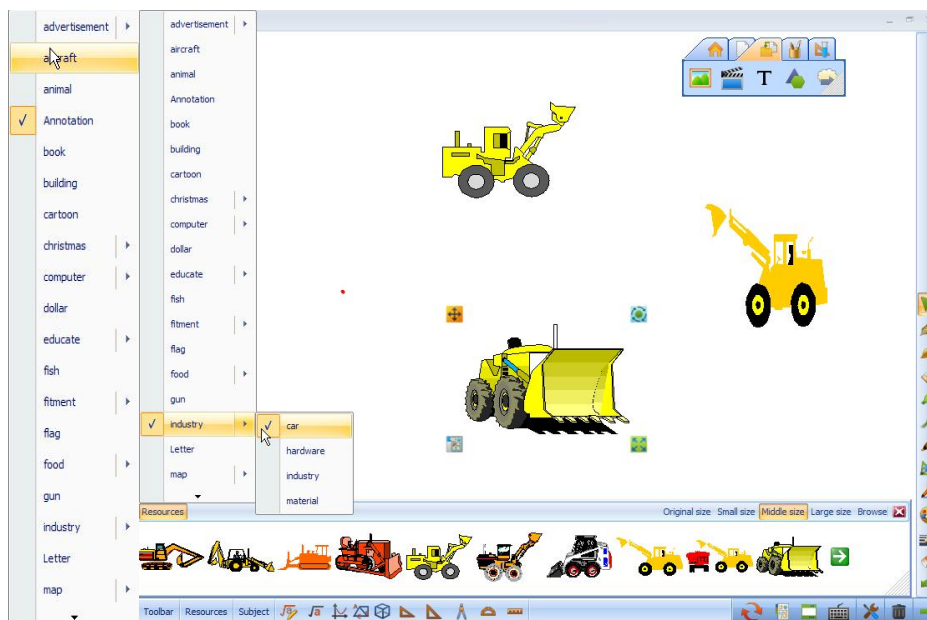 advertisement
aircraft
animal
Annotation
book
building
cartoon
christmas
computer
dollar
educate
fish
fitment
flag
food
gun
industry
Letter
map
advertisement
aircraft
animal
Annotation
book
building
cartoon
christmas
computer
dollar
educate
fish
fitment
flag
food
gun
industry
Letter
map
car
hardware
industry
material
T
Resources Original size Small size Middle size Large size Browse
Toolbar Resources Subject